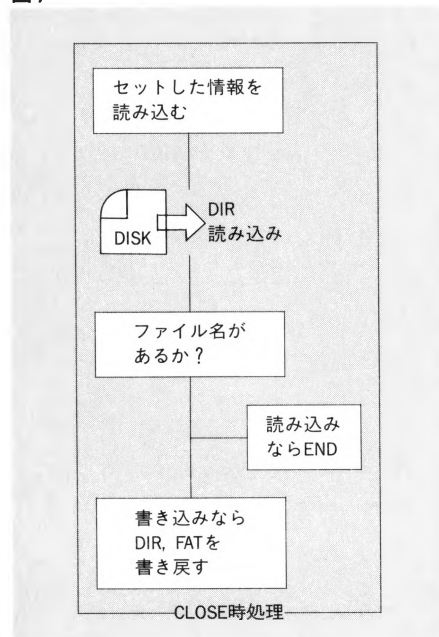 セットした情報を
読み込む
DISK
DIR
読み込み
ファイル名が
あるか？
読み込み
ならEND
書き込みなら
DIR, FATを
書き戻す
CLOSE時処理